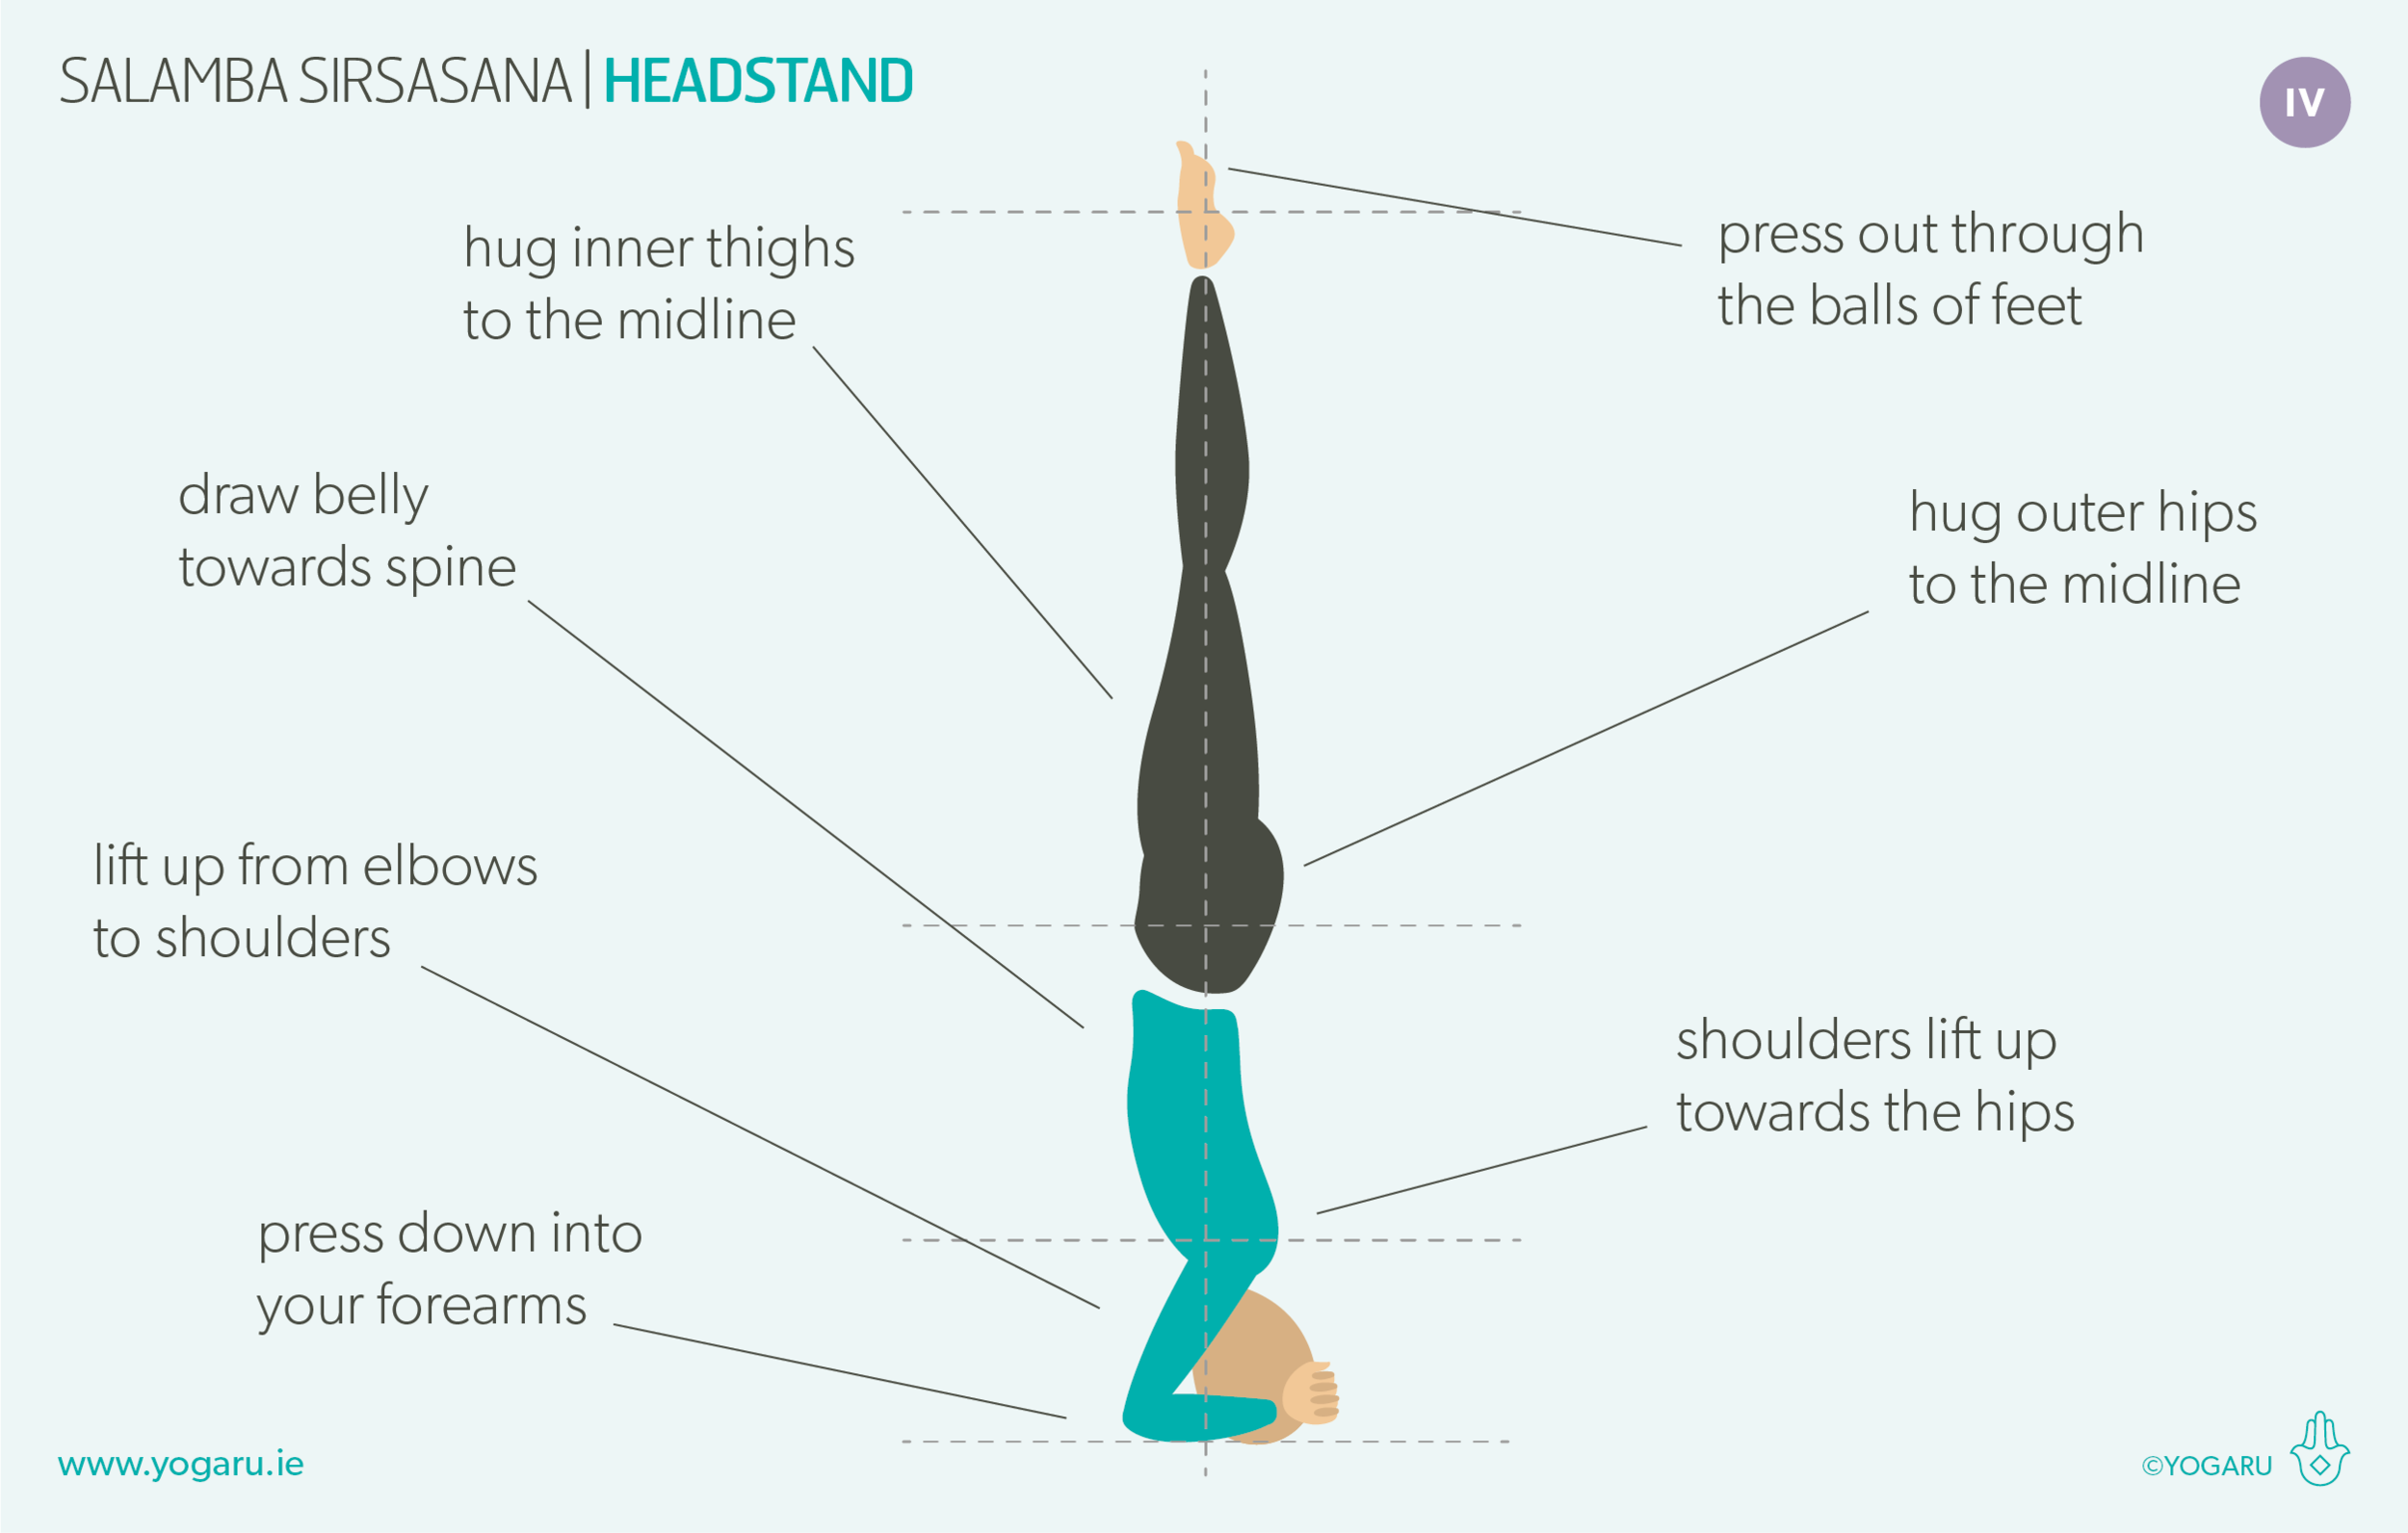 SALAMBA SIRSASANA | HEADSTAND
IV
hug inner thighs
to the midline
press out through
the balls of feet
draw belly
towards spine
hug outer hips
to the midline
lift up from elbows
to shoulders
shoulders lift up
towards the hips
press down into
your forearms
www.yogaru.ie
©YOGARU